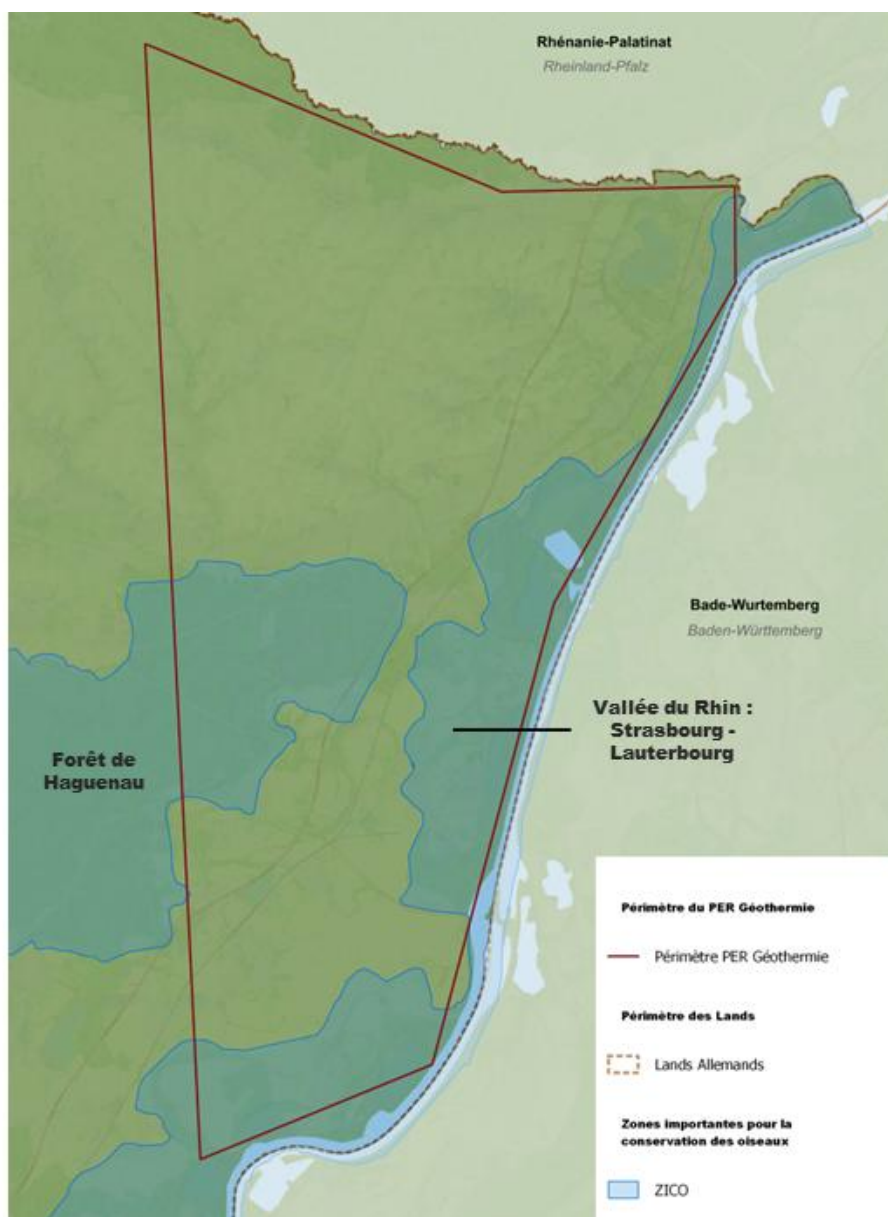 Rhénanie-Palatinat
Rheinland-Pfalz
Bade-Wurtemberg
Baden-Württemberg
Vallée du Rhin :
Strasbourg -
Lauterbourg
Forêt de
Haguenau
Périmètre du PER Géothermie
Périmètre PER Géothermie
Périmètre des Lands
Lands Allemands
Zones importantes pour la
conservation des oiseaux
ZICO